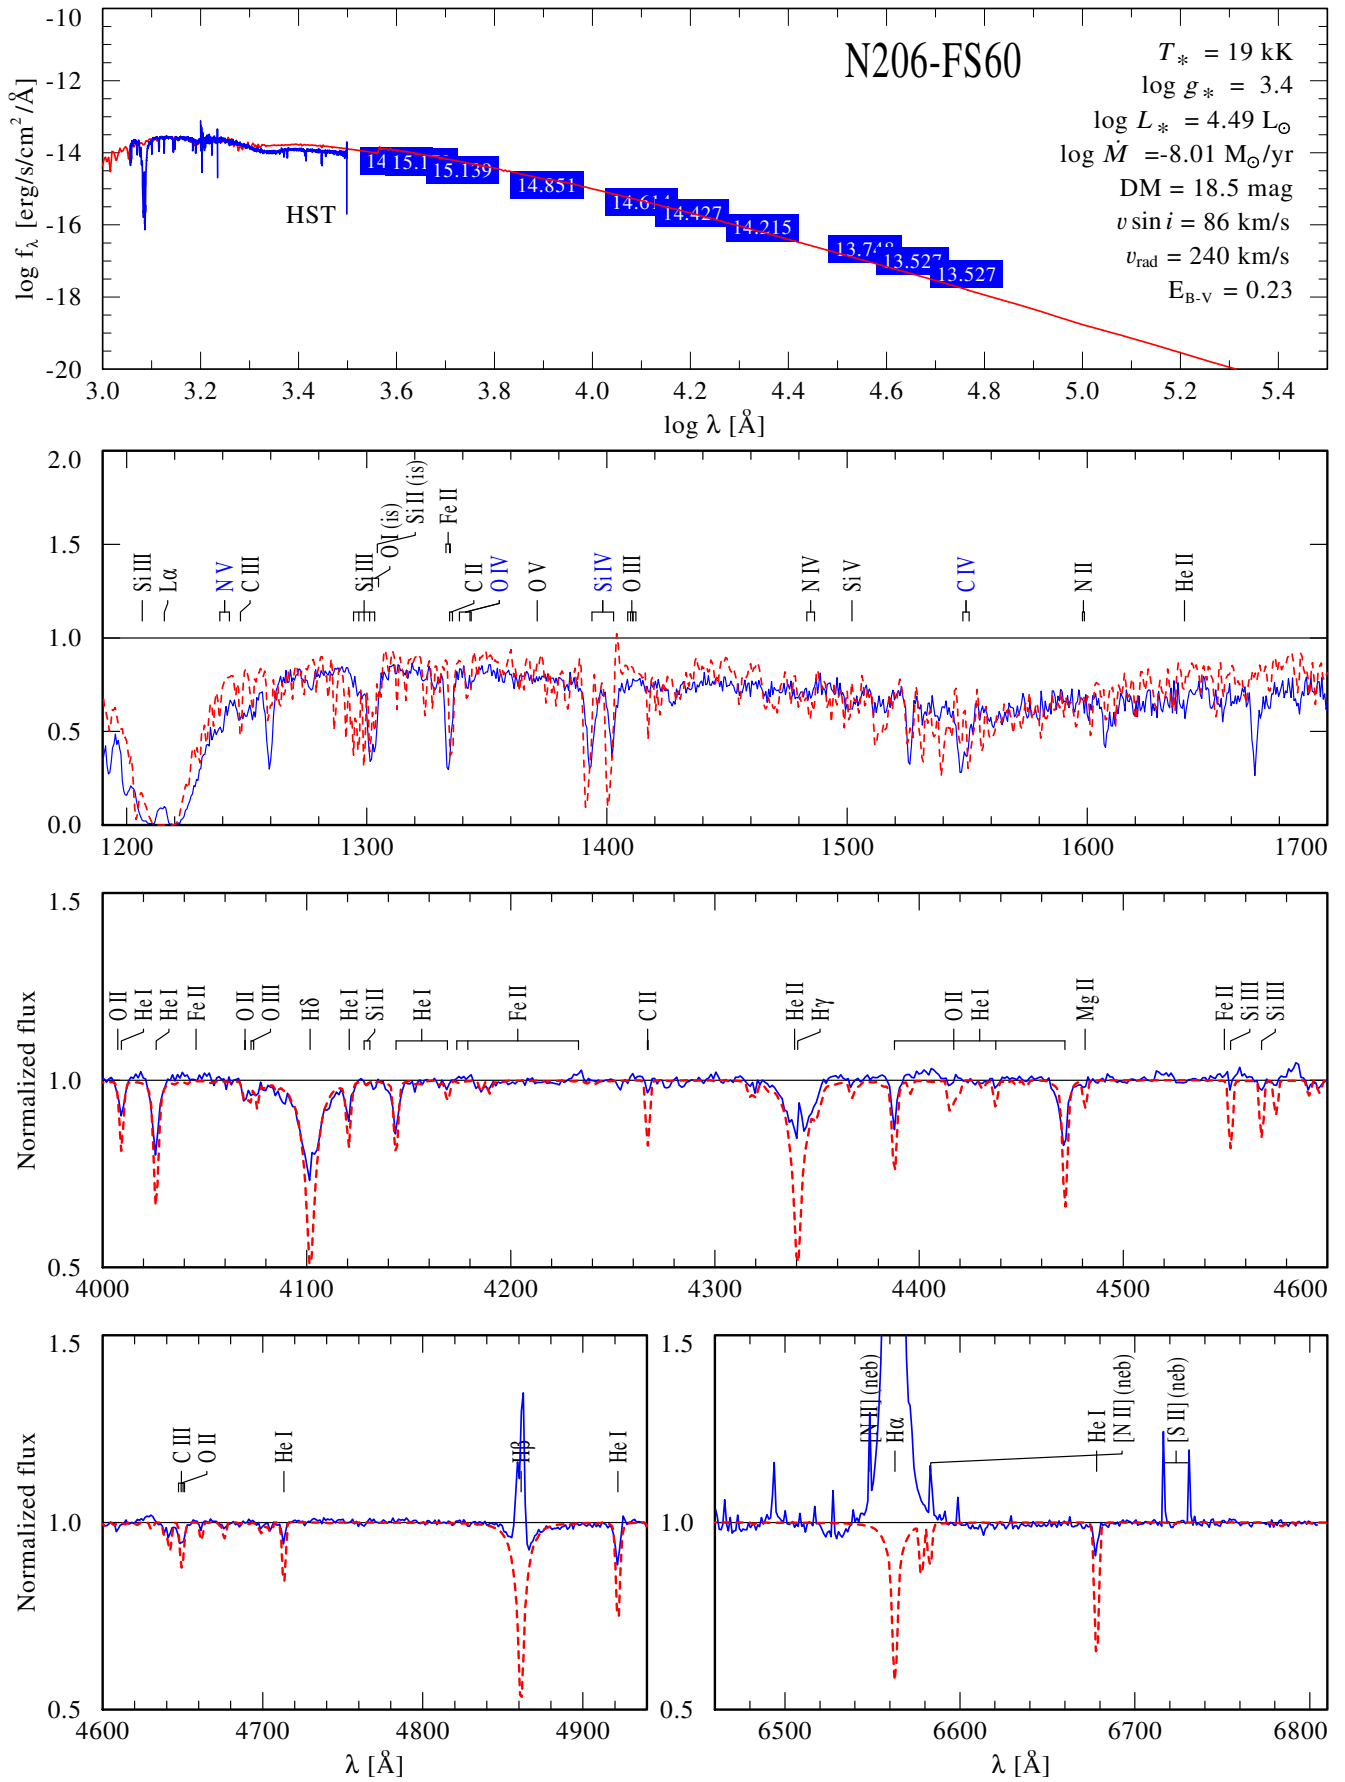 N206-FS60
T* = 19 kK
log g* = 3.4
log L* = 4.49 L⊙
log Ṁ =-8.01 M⊙/yr
DM = 18.5 mag
v sin i = 86 km/s
vrad = 240 km/s
EB-V = 0.23
log fλ [erg/s/cm²/Å]
-10
-12
-14
-16
-18
-20
HST
15.139
14.851
14.614
14.427
14.215
13.748
13.527
13.527
3.0 3.2 3.4 3.6 3.8 4.0 4.2 4.4 4.6 4.8 5.0 5.2 5.4
log λ [Å]
2.0
1.5
1.0
0.5
0.0
Si III
Lα
N V
C III
Si III
O I (is)
Si II (is)
Fe II
C II
O IV
O V
Si IV
O III
N IV
Si V
C IV
N II
He II
1200 1300 1400 1500 1600 1700
Normalized flux
1.5
1.0
0.5
O II
He I
He I
Fe II
O II
O III
Hδ
He I
Si II
He I
Fe II
C II
He II
Hγ
O II
He I
Mg II
Fe II
Si III
Si III
4000 4100 4200 4300 4400 4500 4600
Normalized flux
1.5
1.0
0.5
C III
O II
He I
Hβ
He I
4600 4700 4800 4900
λ [Å]
1.5
1.0
0.5
[N II] (neb)
Hα
He I
[N II] (neb)
[S II] (neb)
6500 6600 6700 6800
λ [Å]